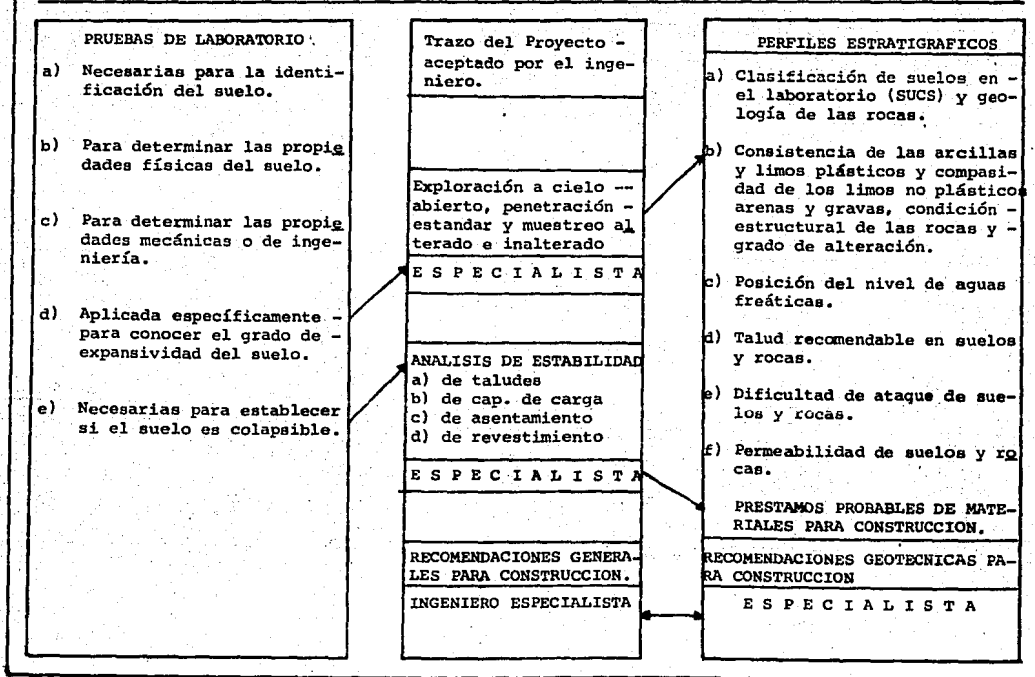 PRUEBAS DE LABORATORIO
a) Necesarias para la identi-
ficación del suelo.
b) Para determinar las propie
dades físicas del suelo.
c) Para determinar las propie
dades mecánicas o de inge-
niería.
d) Aplicada específicamente -
para conocer el grado de -
expansividad del suelo.
e) Necesarias para establecer
si el suelo es colapsible.
Trazo del Proyecto -
aceptado por el inge-
niero.
Exploración a cielo --
abierto, penetración -
estandar y muestreo al
terado e inalterado
E S P E C I A L I S T A
ANALISIS DE ESTABILIDAD
a) de taludes
b) de cap. de carga
c) de asentamiento
d) de revestimiento
E S P E C I A L I S T A
RECOMENDACIONES GENERA-
LES PARA CONSTRUCCION.
INGENIERO ESPECIALISTA
PERFILES ESTRATIGRAFICOS
a) Clasificación de suelos en -
el laboratorio (SUCS) y geo-
logía de las rocas.
b) Consistencia de las arcillas
y limos plásticos y compasi-
dad de los limos no plásticos
arenas y gravas, condición -
estructural de las rocas y -
grado de alteración.
c) Posición del nivel de aguas
freáticas.
d) Talud recomendable en suelos
y rocas.
e) Dificultad de ataque de sue-
los y rocas.
f) Permeabilidad de suelos y ro
cas.
PRESTAMOS PROBABLES DE MATE-
RIALES PARA CONSTRUCCION.
RECOMENDACIONES GEOTECNICAS PA-
RA CONSTRUCCION
E S P E C I A L I S T A